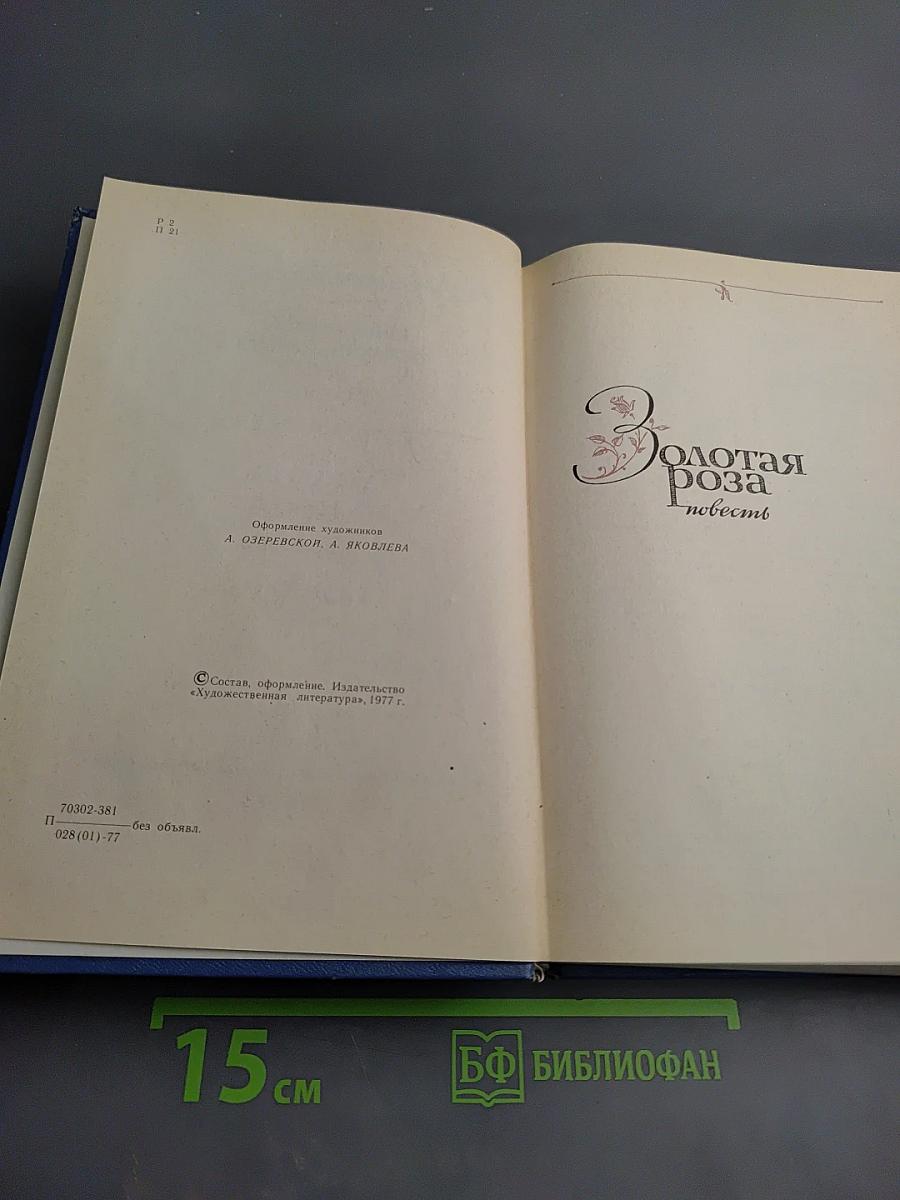 Р 2
П 21
Оформление художников
А. ОЗЕРЕВСКОЙ, А. ЯКОВЛЕВА
© Состав, оформление. Издательство
«Художественная литература», 1977 г.
70302-381
П
без объявл.
028(01)-77
Золотая
роза
повесть
15 см
БФ БИБЛИОФАН